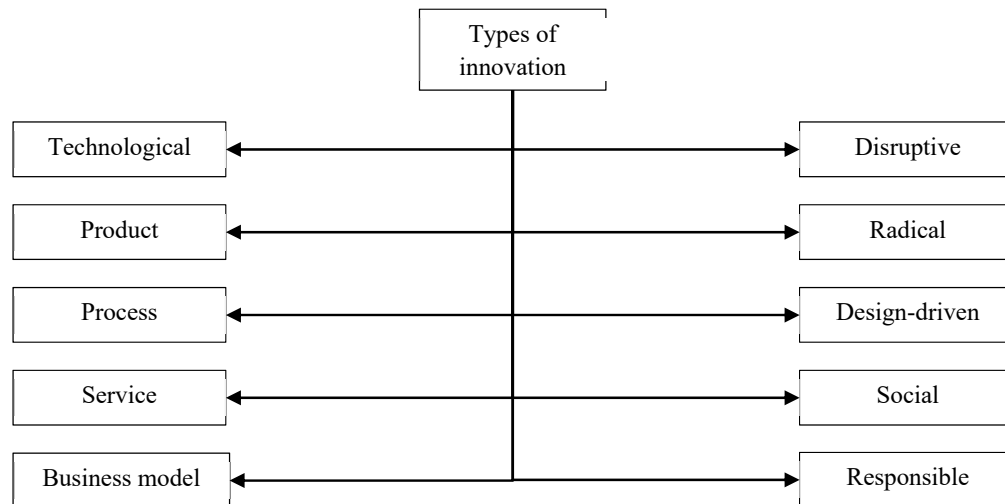 Types of
innovation
Technological
Disruptive
Product
Radical
Process
Design-driven
Service
Social
Business model
Responsible